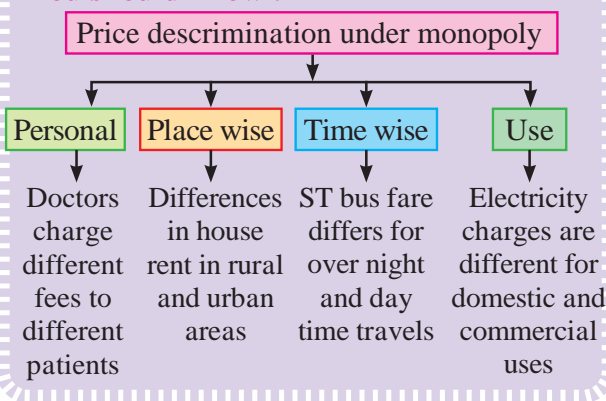 Price descrimination under monopoly
Personal
Place wise
Time wise
Use
Doctors
charge
different
fees to
different
patients
Differences
in house
rent in rural
and urban
areas
ST bus fare
differs for
over night
and day
time travels
Electricity
charges are
different for
domestic and
commercial
uses